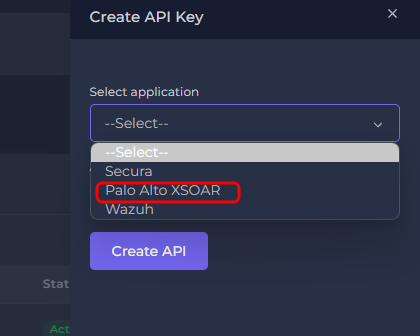 Create API Key
×
Select application
--Select--
--Select--
Secura
Palo Alto XSOAR
Wazuh
Create API
Stat
Act